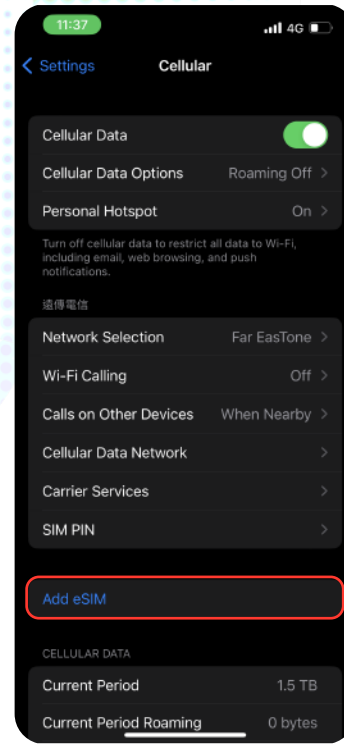 11:37 4G
Settings Cellular
Cellular Data
Cellular Data Options Roaming Off
Personal Hotspot On
Turn off cellular data to restrict all data to Wi-Fi,
including email, web browsing, and push
notifications.
遠傳電信
Network Selection Far EasTone
Wi-Fi Calling Off
Calls on Other Devices When Nearby
Cellular Data Network
Carrier Services
SIM PIN
Add eSIM
CELLULAR DATA
Current Period 1.5 TB
Current Period Roaming 0 bytes